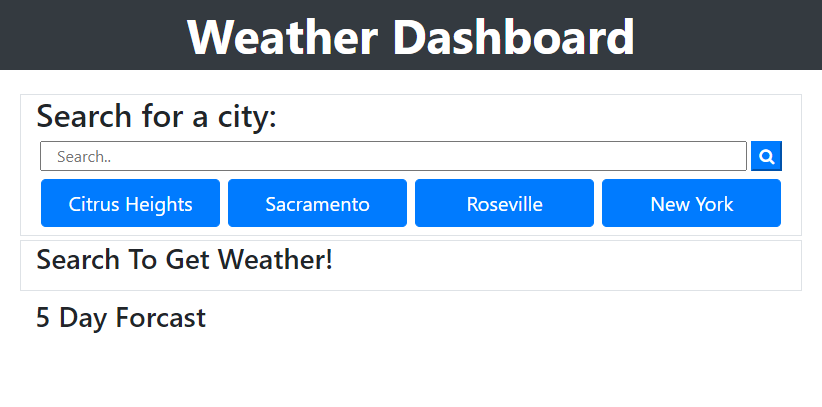 Weather Dashboard
Search for a city:
Search..
Citrus Heights Sacramento Roseville New York
Search To Get Weather!
5 Day Forcast